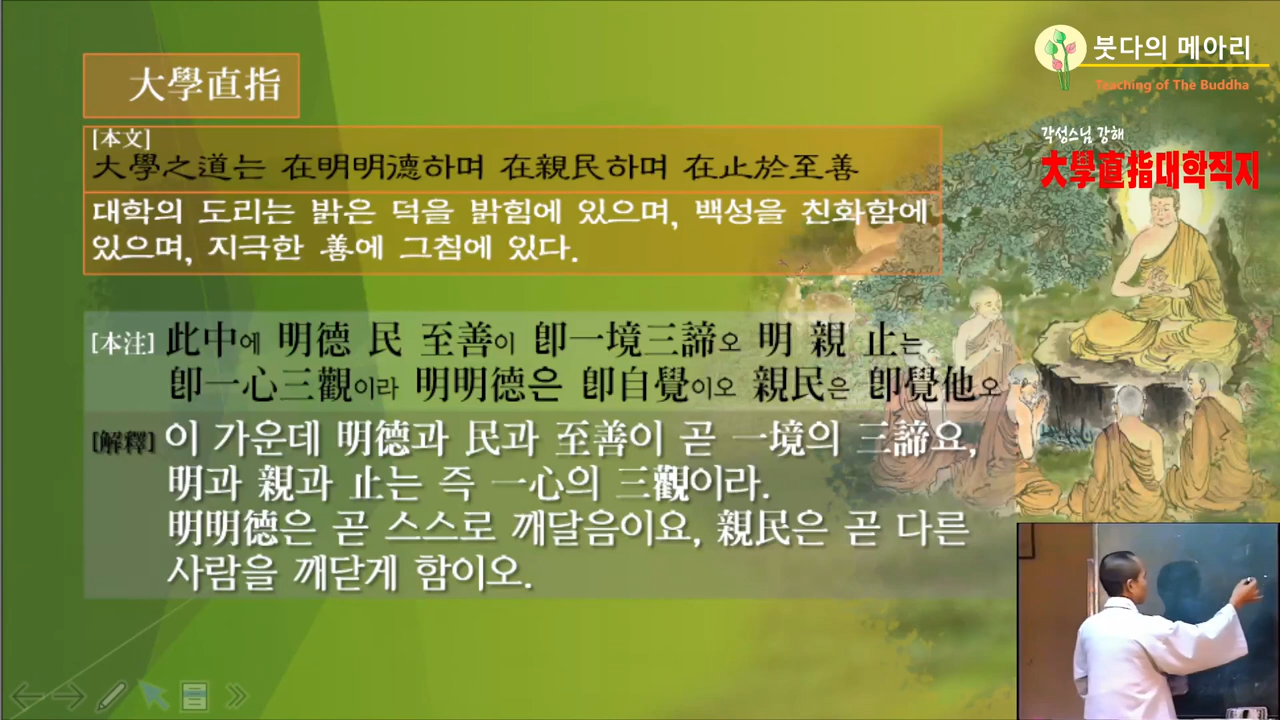 大學直指
[本文]
大學之道는 在明明德하며 在親民하며 在止於至善
대학의 도리는 밝은 덕을 밝힘에 있으며, 백성을 친화함에
있으며, 지극한 善에 그침에 있다.
[本注] 此中에 明德 民 至善이 卽一境三諦오 明 親 止는
卽一心三觀이라 明明德은 卽自覺이오 親民은 卽覺他오
[解釋] 이 가운데 明德과 民과 至善이 곧 一境의 三諦요,
明과 親과 止는 즉 一心의 三觀이라.
明明德은 곧 스스로 깨달음이요, 親民은 곧 다른
사람을 깨닫게 함이오.
붓다의 메아리
Teaching of The Buddha
각성스님 강해
大學直指대학직지